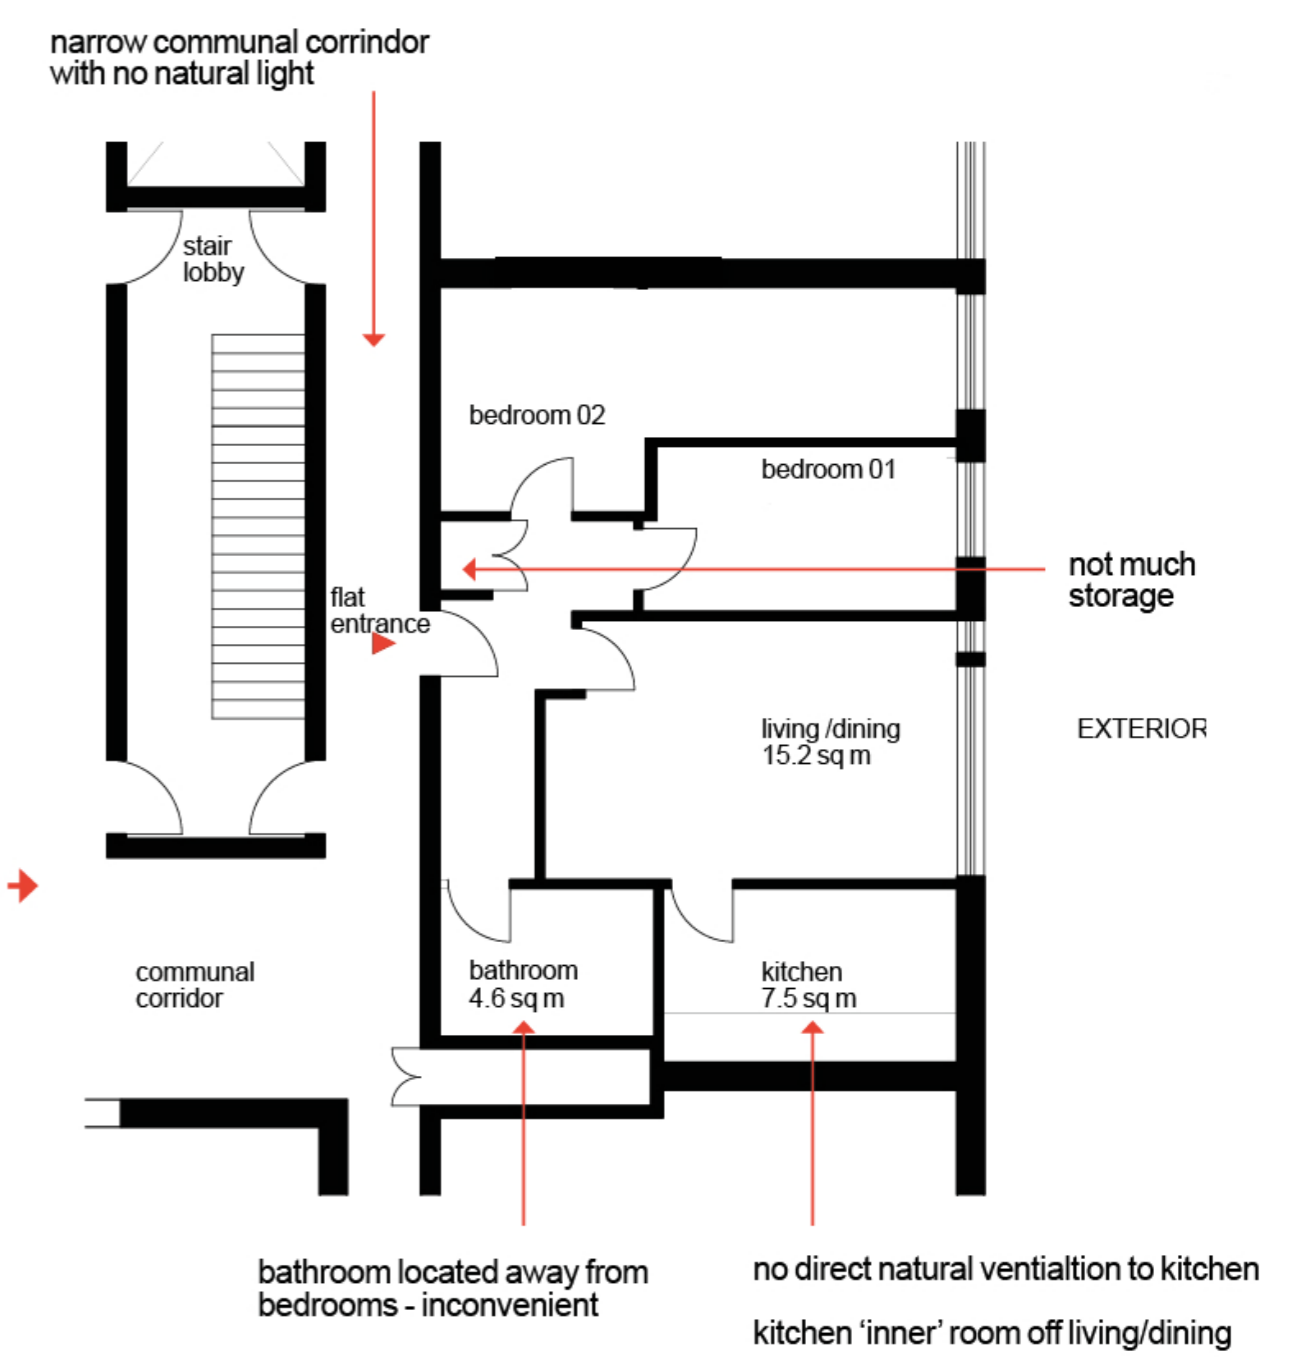 narrow communal corrindor
with no natural light
stair
lobby
bedroom 02
bedroom 01
not much
storage
flat
entrance
living /dining
15.2 sq m
EXTERIOR
communal
corridor
bathroom
4.6 sq m
kitchen
7.5 sq m
bathroom located away from
bedrooms - inconvenient
no direct natural ventialtion to kitchen
kitchen ‘inner’ room off living/dining